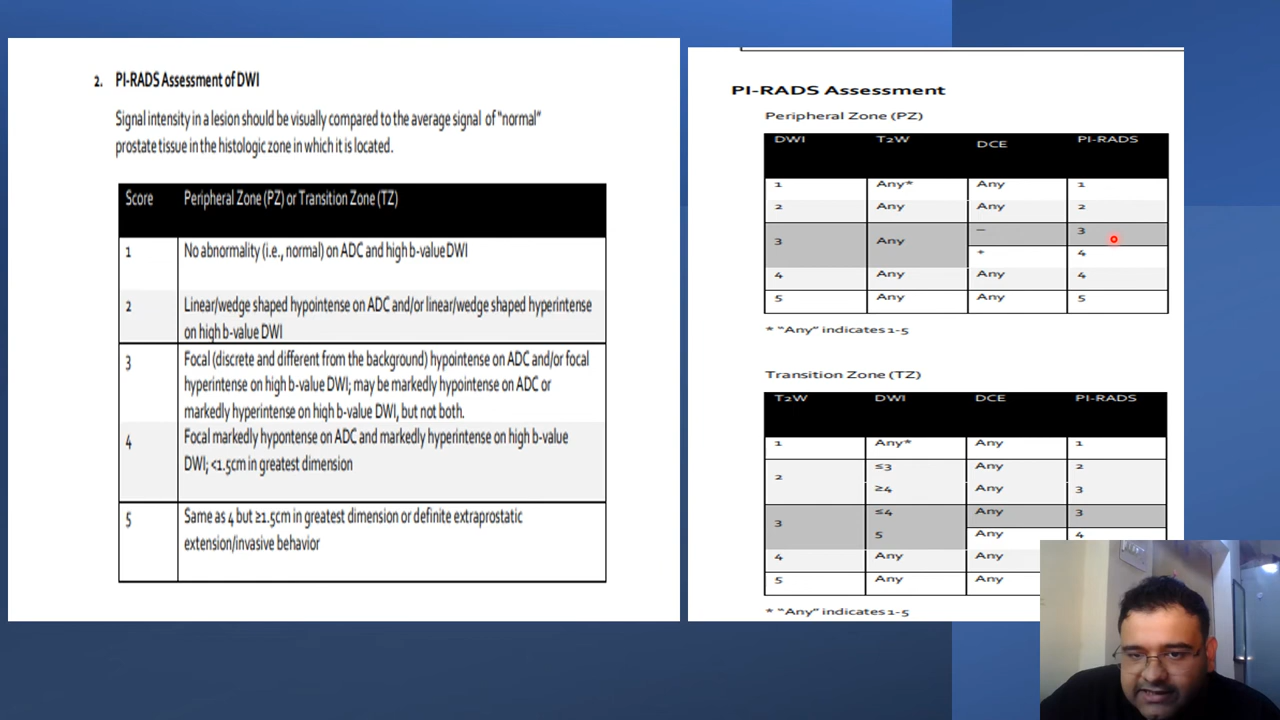 2. PI-RADS Assessment of DWI
Signal intensity in a lesion should be visually compared to the average signal of "normal"
prostate tissue in the histologic zone in which it is located.
Score Peripheral Zone (PZ) or Transition Zone (TZ)
1 No abnormality (i.e., normal) on ADC and high b-value DWI
2 Linear/wedge shaped hypointense on ADC and/or linear/wedge shaped hyperintense
on high b-value DWI
3 Focal (discrete and different from the background) hypointense on ADC and/or focal
hyperintense on high b-value DWI; may be markedly hypointense on ADC or
markedly hyperintense on high b-value DWI, but not both.
4 Focal markedly hypontense on ADC and markedly hyperintense on high b-value
DWI; <1.5cm in greatest dimension
5 Same as 4 but ≥1.5cm in greatest dimension or definite extraprostatic
extension/invasive behavior
PI-RADS Assessment
Peripheral Zone (PZ)
DWI T2W DCE PI-RADS
1 Any* Any 1
2 Any Any 2
3 Any – 3
+ 4
4 Any Any 4
5 Any Any 5
* "Any" indicates 1-5
Transition Zone (TZ)
T2W DWI DCE PI-RADS
1 Any* Any 1
2 ≤3 Any 2
≥4 Any 3
3 ≤4 Any 3
5 Any 4
4 Any Any
5 Any Any
* "Any" indicates 1-5